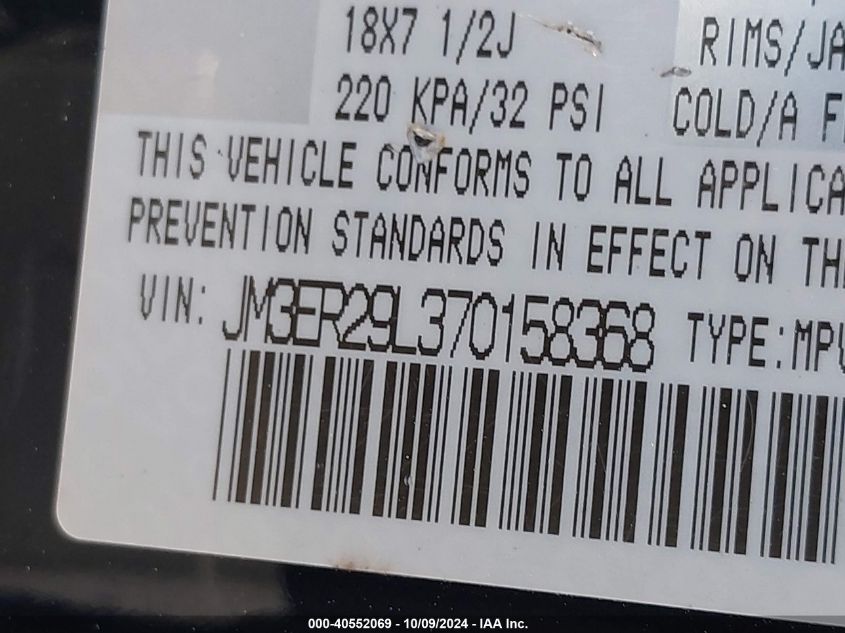 18X7 1/2J RIMS/JA
220 KPA/32 PSI COLD/A F
THIS VEHICLE CONFORMS TO ALL APPLICA
PREVENTION STANDARDS IN EFFECT ON TH
VIN: JM3ER29L370158368 TYPE:MPV
000-40552069 - 10/09/2024 - IAA Inc.